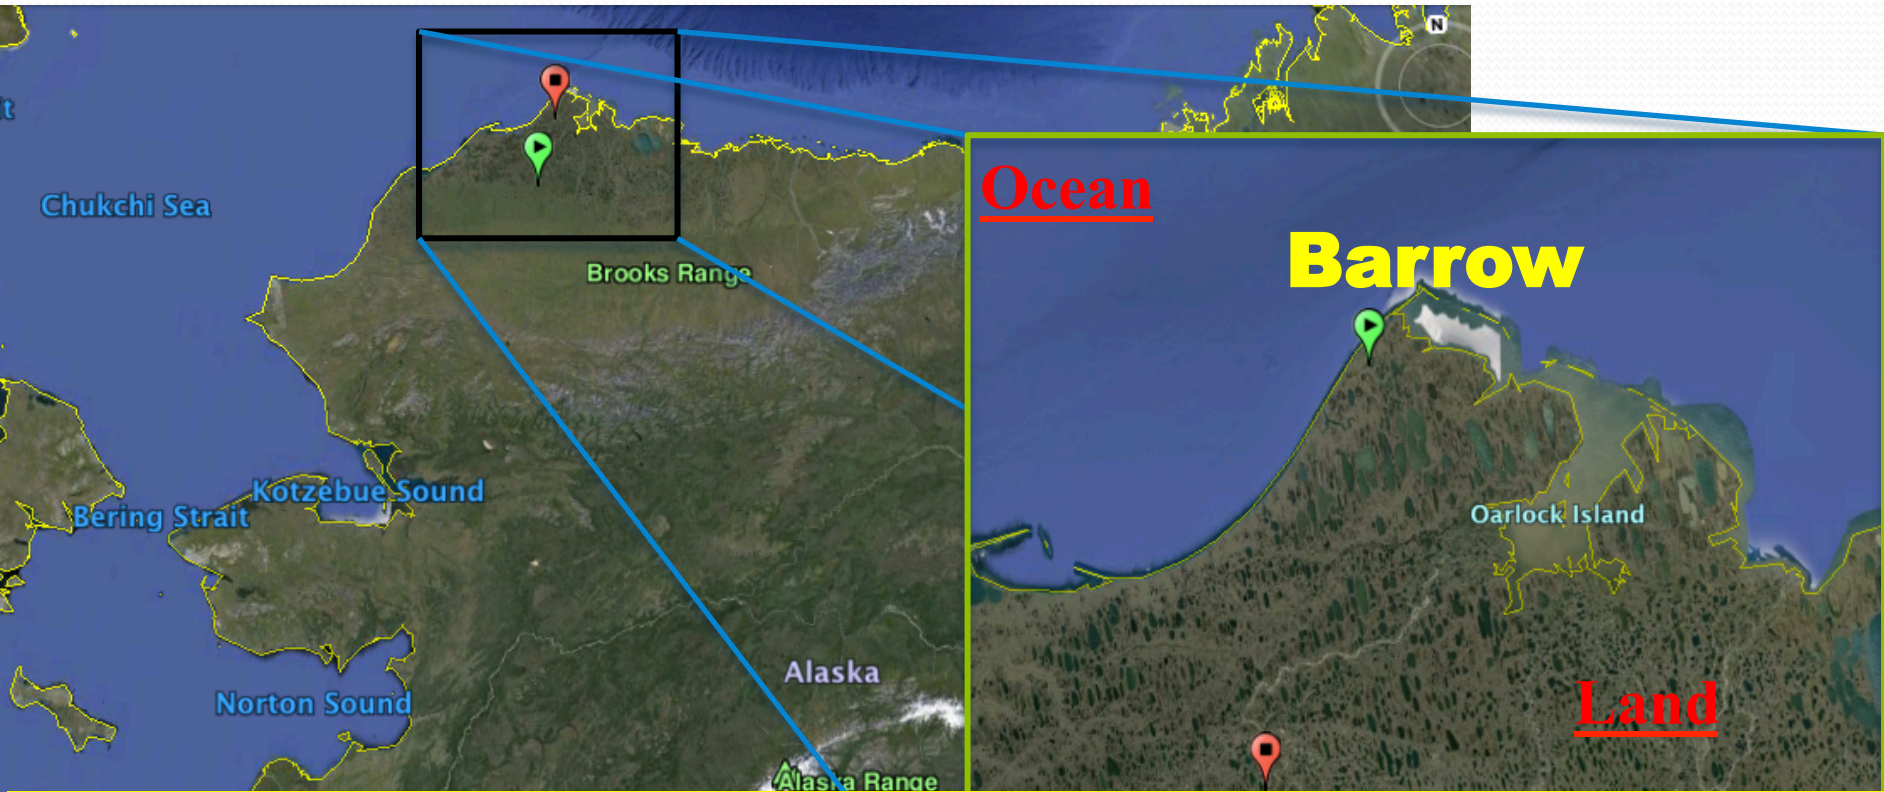 N
t
Chukchi Sea
Brooks Range
Kotzebue Sound
Bering Strait
Norton Sound
Alaska
Alaska Range
Ocean
Barrow
Oarlock Island
Land